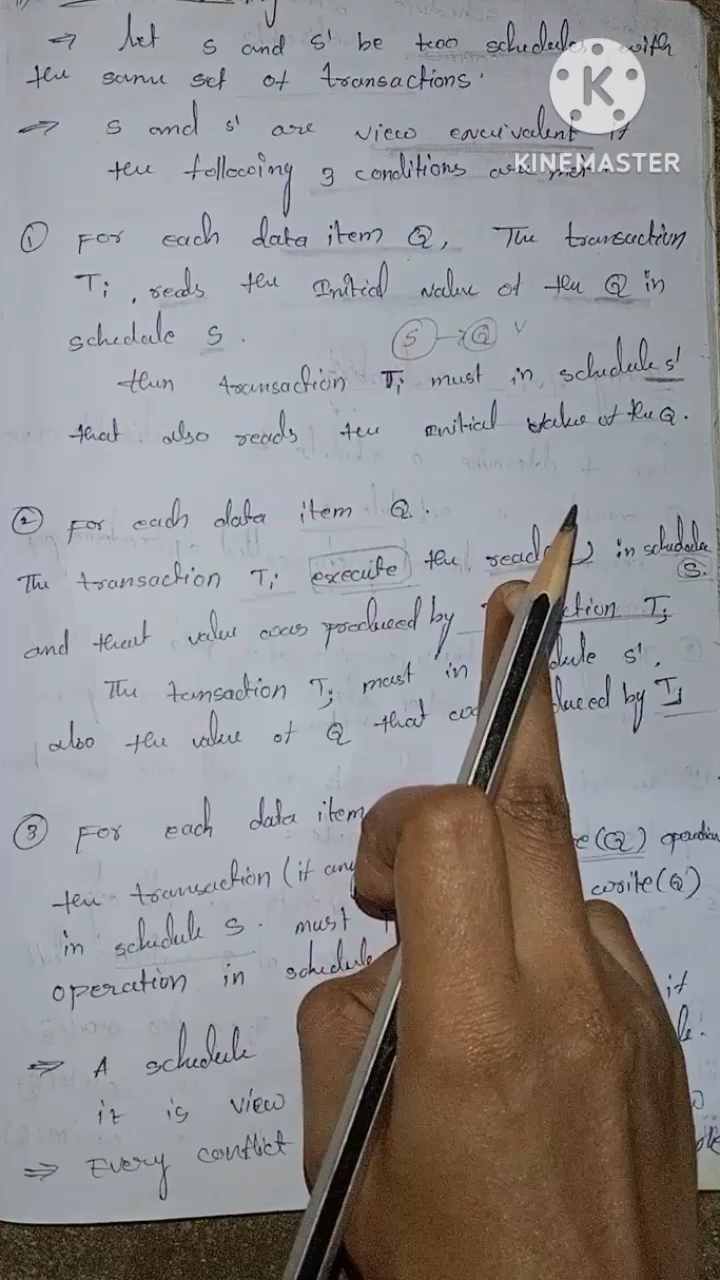 ⇒ Let S and S' be two schedules with
the same set of transactions.
⇒ S and S' are view equivalent if
K
KINEMASTER
the following 3 conditions are met.
① For each data item Q, The transaction
Ti, reads the Initial value of the Q in
schedule S.
S → Q
then transaction Ti must in schedule S'
that also reads the initial value of the Q.
② For each data item Q.
The transaction Ti execute the read in schedule
S.
and that value was produced by Tj
The tansaction Ti must in S'.
also the value of Q that by Tj
③ For each data item
the transaction (if any (Q) operation
in schedule S. must write(Q)
operation in schedule
⇒ A schedule it
it is view
⇒ Every conflict